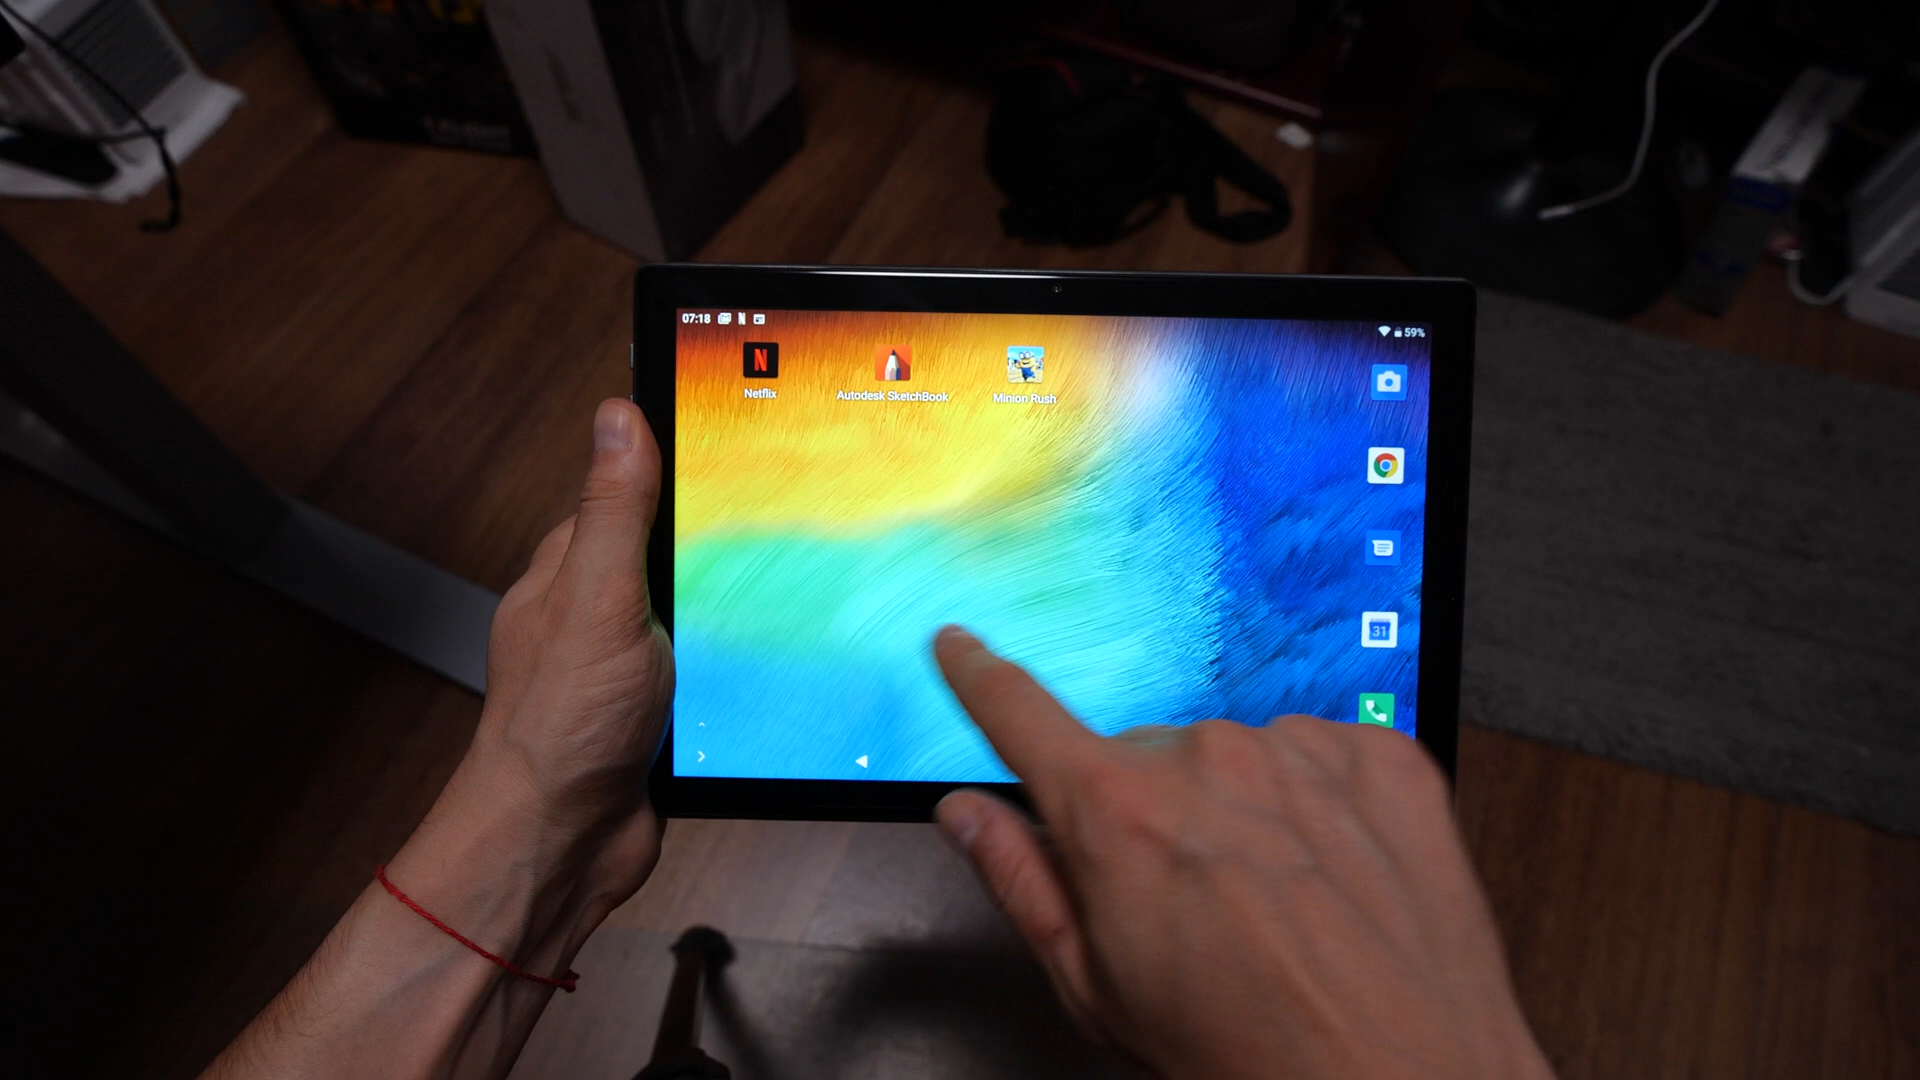 07:18
59%
Netflix
Autodesk SketchBook
Minion Rush
31